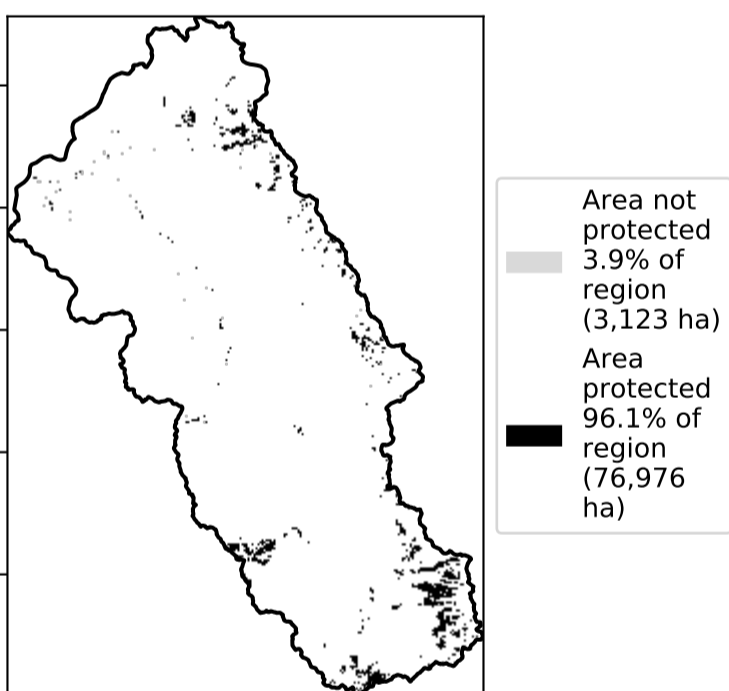 Area not
protected
3.9% of
region
(3,123 ha)
Area
protected
96.1% of
region
(76,976
ha)